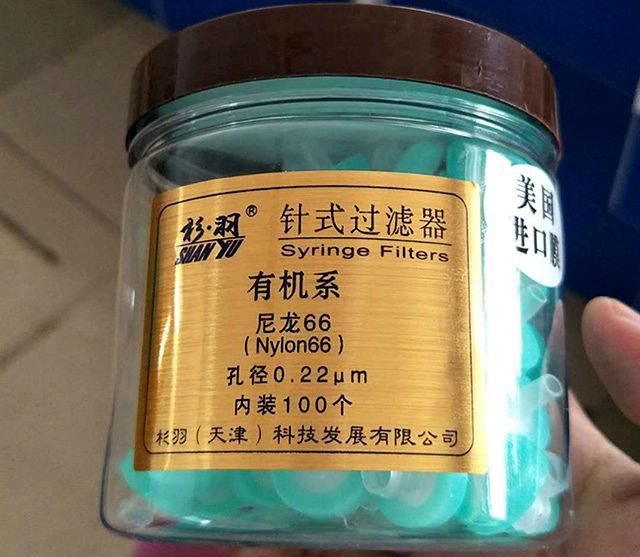 杉·羽®
SHAN YU
针式过滤器
Syringe Filters
有机系
尼龙66
(Nylon66)
孔径0.22μm
内装100个
杉羽(天津)科技发展有限公司
美国
进口膜